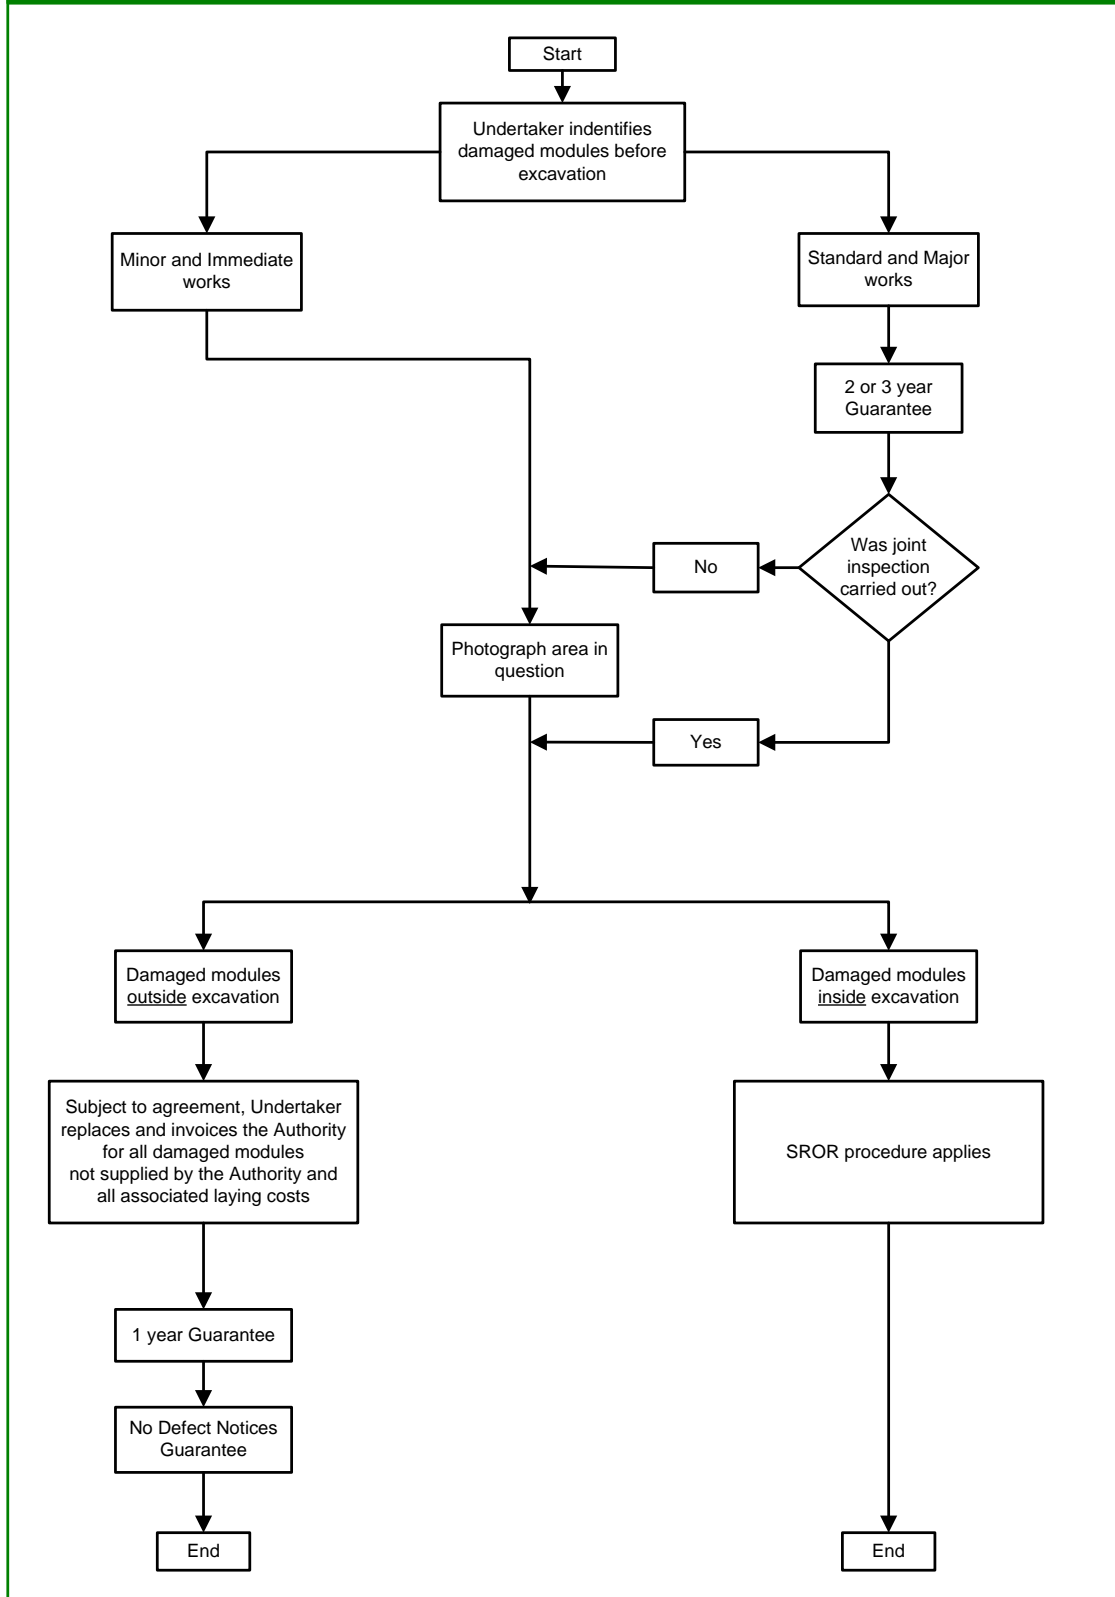 Start
Undertaker indentifies
damaged modules before
excavation
Minor and Immediate
works
Standard and Major
works
2 or 3 year
Guarantee
Was joint
inspection
carried out?
No
Photograph area in
question
Yes
Damaged modules
outside excavation
Damaged modules
inside excavation
Subject to agreement, Undertaker
replaces and invoices the Authority
for all damaged modules
not supplied by the Authority and
all associated laying costs
SROR procedure applies
1 year Guarantee
No Defect Notices
Guarantee
End
End